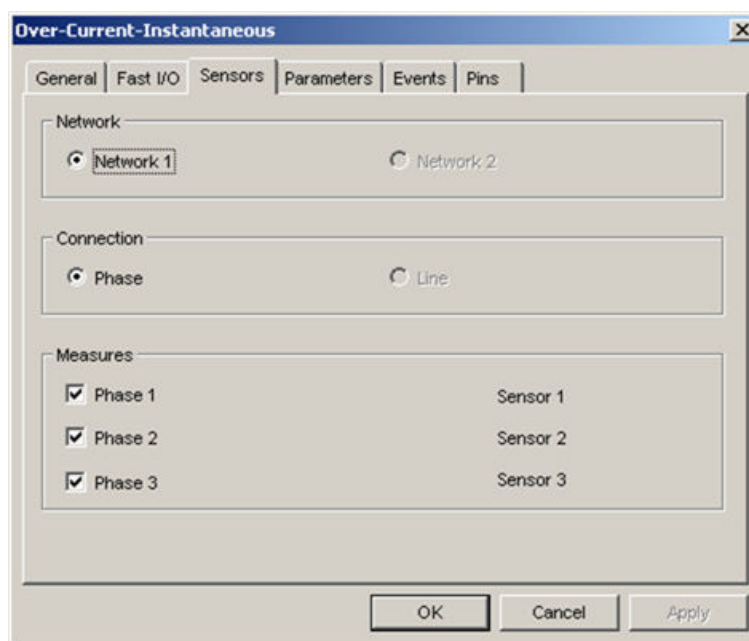 Over-Current-Instantaneous
General Fast I/O Sensors Parameters Events Pins
Network
Network 1 Network 2
Connection
Phase Line
Measures
Phase 1 Sensor 1
Phase 2 Sensor 2
Phase 3 Sensor 3
OK Cancel Apply